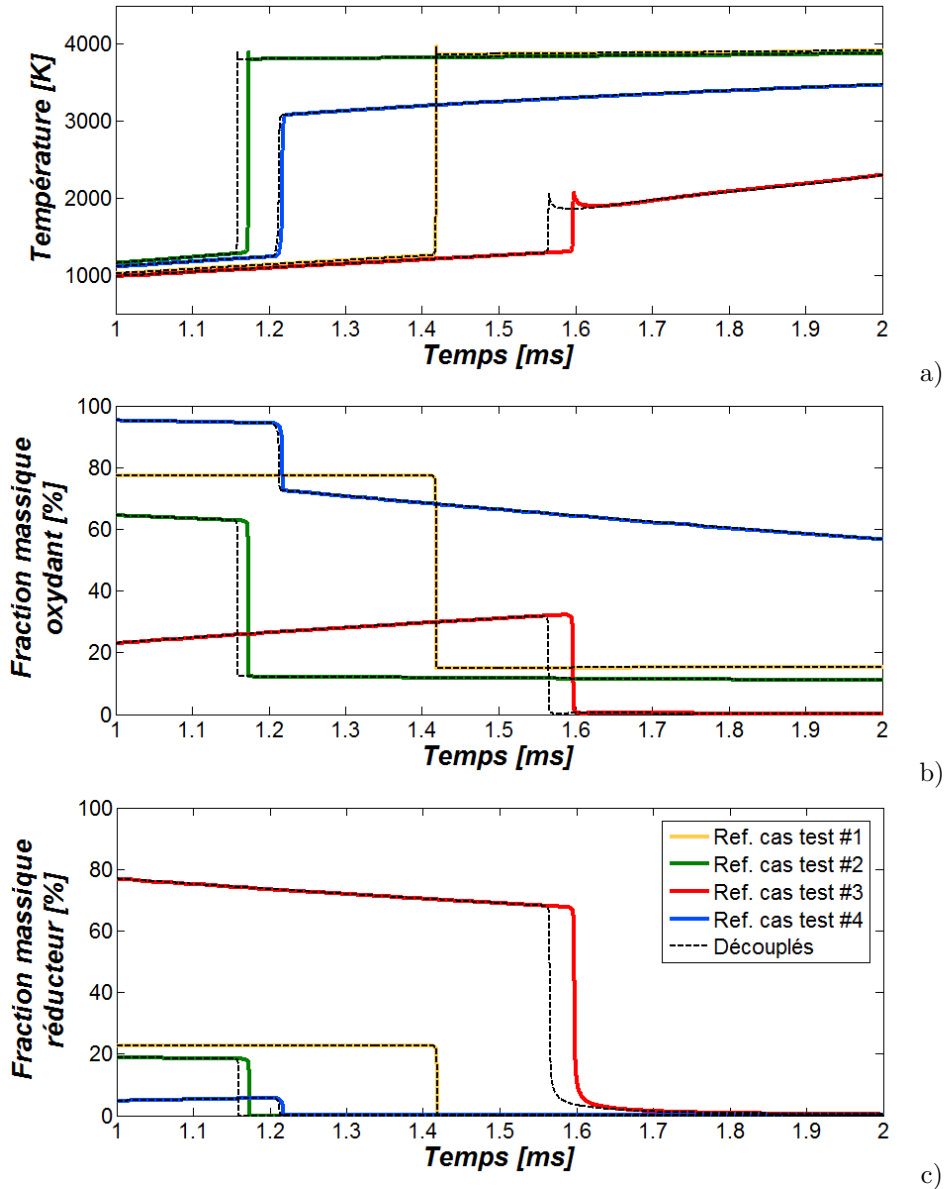 4000
3000
2000
1000
Température [K]
1 1.1 1.2 1.3 1.4 1.5 1.6 1.7 1.8 1.9 2
Temps [ms]
a)
100
80
60
40
20
0
Fraction massique
oxydant [%]
1 1.1 1.2 1.3 1.4 1.5 1.6 1.7 1.8 1.9 2
Temps [ms]
b)
100
80
60
40
20
0
Fraction massique
réducteur [%]
Ref. cas test #1
Ref. cas test #2
Ref. cas test #3
Ref. cas test #4
Découplés
1 1.1 1.2 1.3 1.4 1.5 1.6 1.7 1.8 1.9 2
Temps [ms]
c)